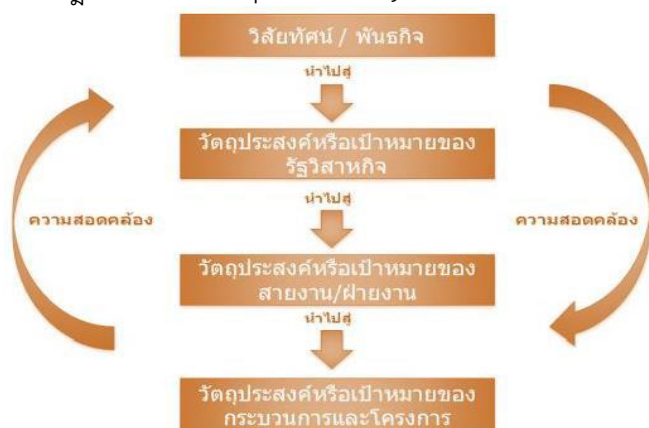 วิสัยทัศน์ / พันธกิจ
นำไปสู่
วัตถุประสงค์หรือเป้าหมายของ
รัฐวิสาหกิจ
นำไปสู่
ความสอดคล้อง
ความสอดคล้อง
วัตถุประสงค์หรือเป้าหมายของ
สายงาน/ฝ่ายงาน
นำไปสู่
วัตถุประสงค์หรือเป้าหมายของ
กระบวนการและโครงการ